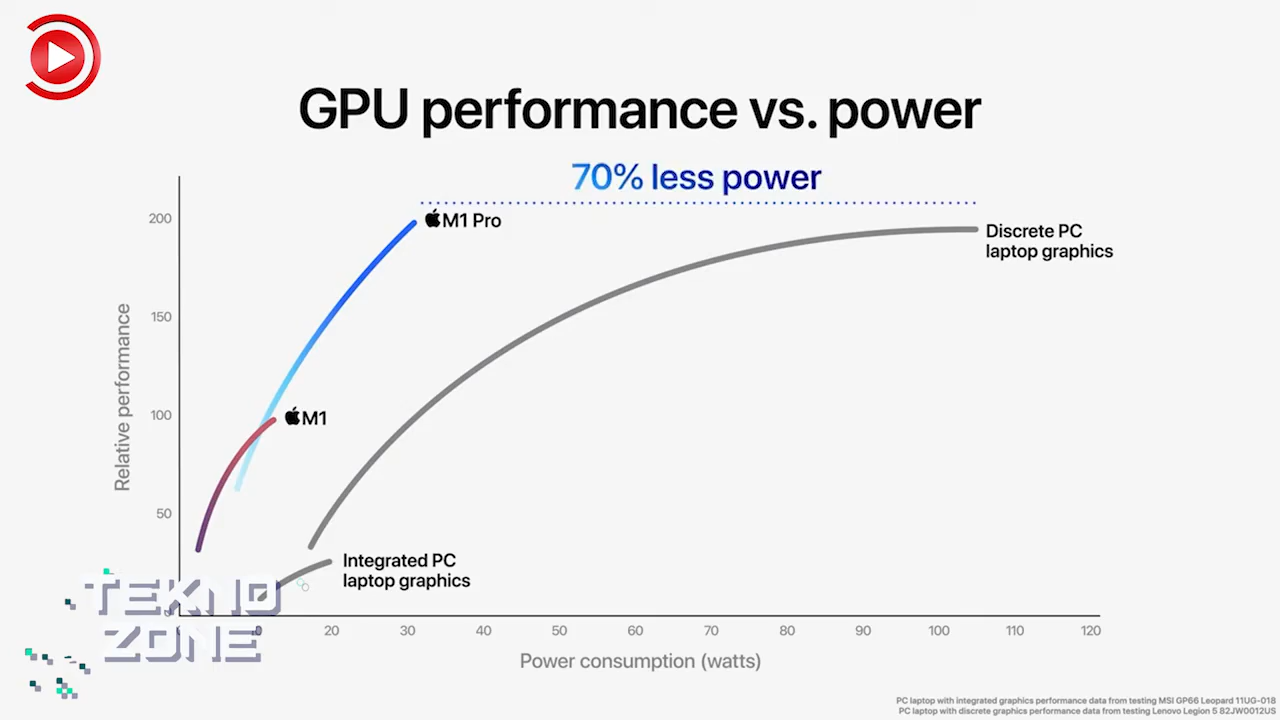 GPU performance vs. power
70% less power
200
M1 Pro
Discrete PC
laptop graphics
150
Relative performance
100
M1
50
Integrated PC
laptop graphics
TEKNO
ZONE
20 30 40 50 60 70 80 90 100 110 120
Power consumption (watts)
PC laptop with integrated graphics performance data from testing MSI GP66 Leopard 11UG-018
PC laptop with discrete graphics performance data from testing Lenovo Legion 5 82JW0012US